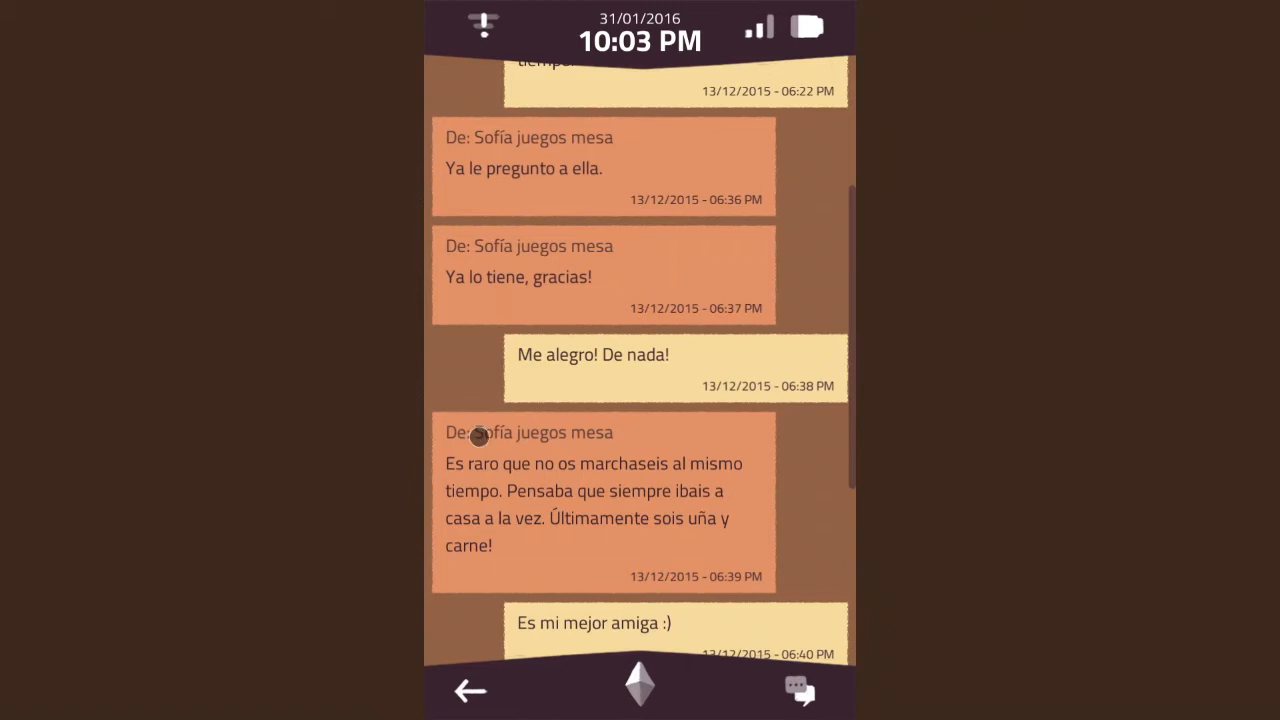 31/01/2016
10:03 PM
13/12/2015 - 06:22 PM
De: Sofía juegos mesa
Ya le pregunto a ella.
13/12/2015 - 06:36 PM
De: Sofía juegos mesa
Ya lo tiene, gracias!
13/12/2015 - 06:37 PM
Me alegro! De nada!
13/12/2015 - 06:38 PM
De: Sofía juegos mesa
Es raro que no os marchaseis al mismo
tiempo. Pensaba que siempre ibais a
casa a la vez. Últimamente sois uña y
carne!
13/12/2015 - 06:39 PM
Es mi mejor amiga :)
13/12/2015 - 06:40 PM